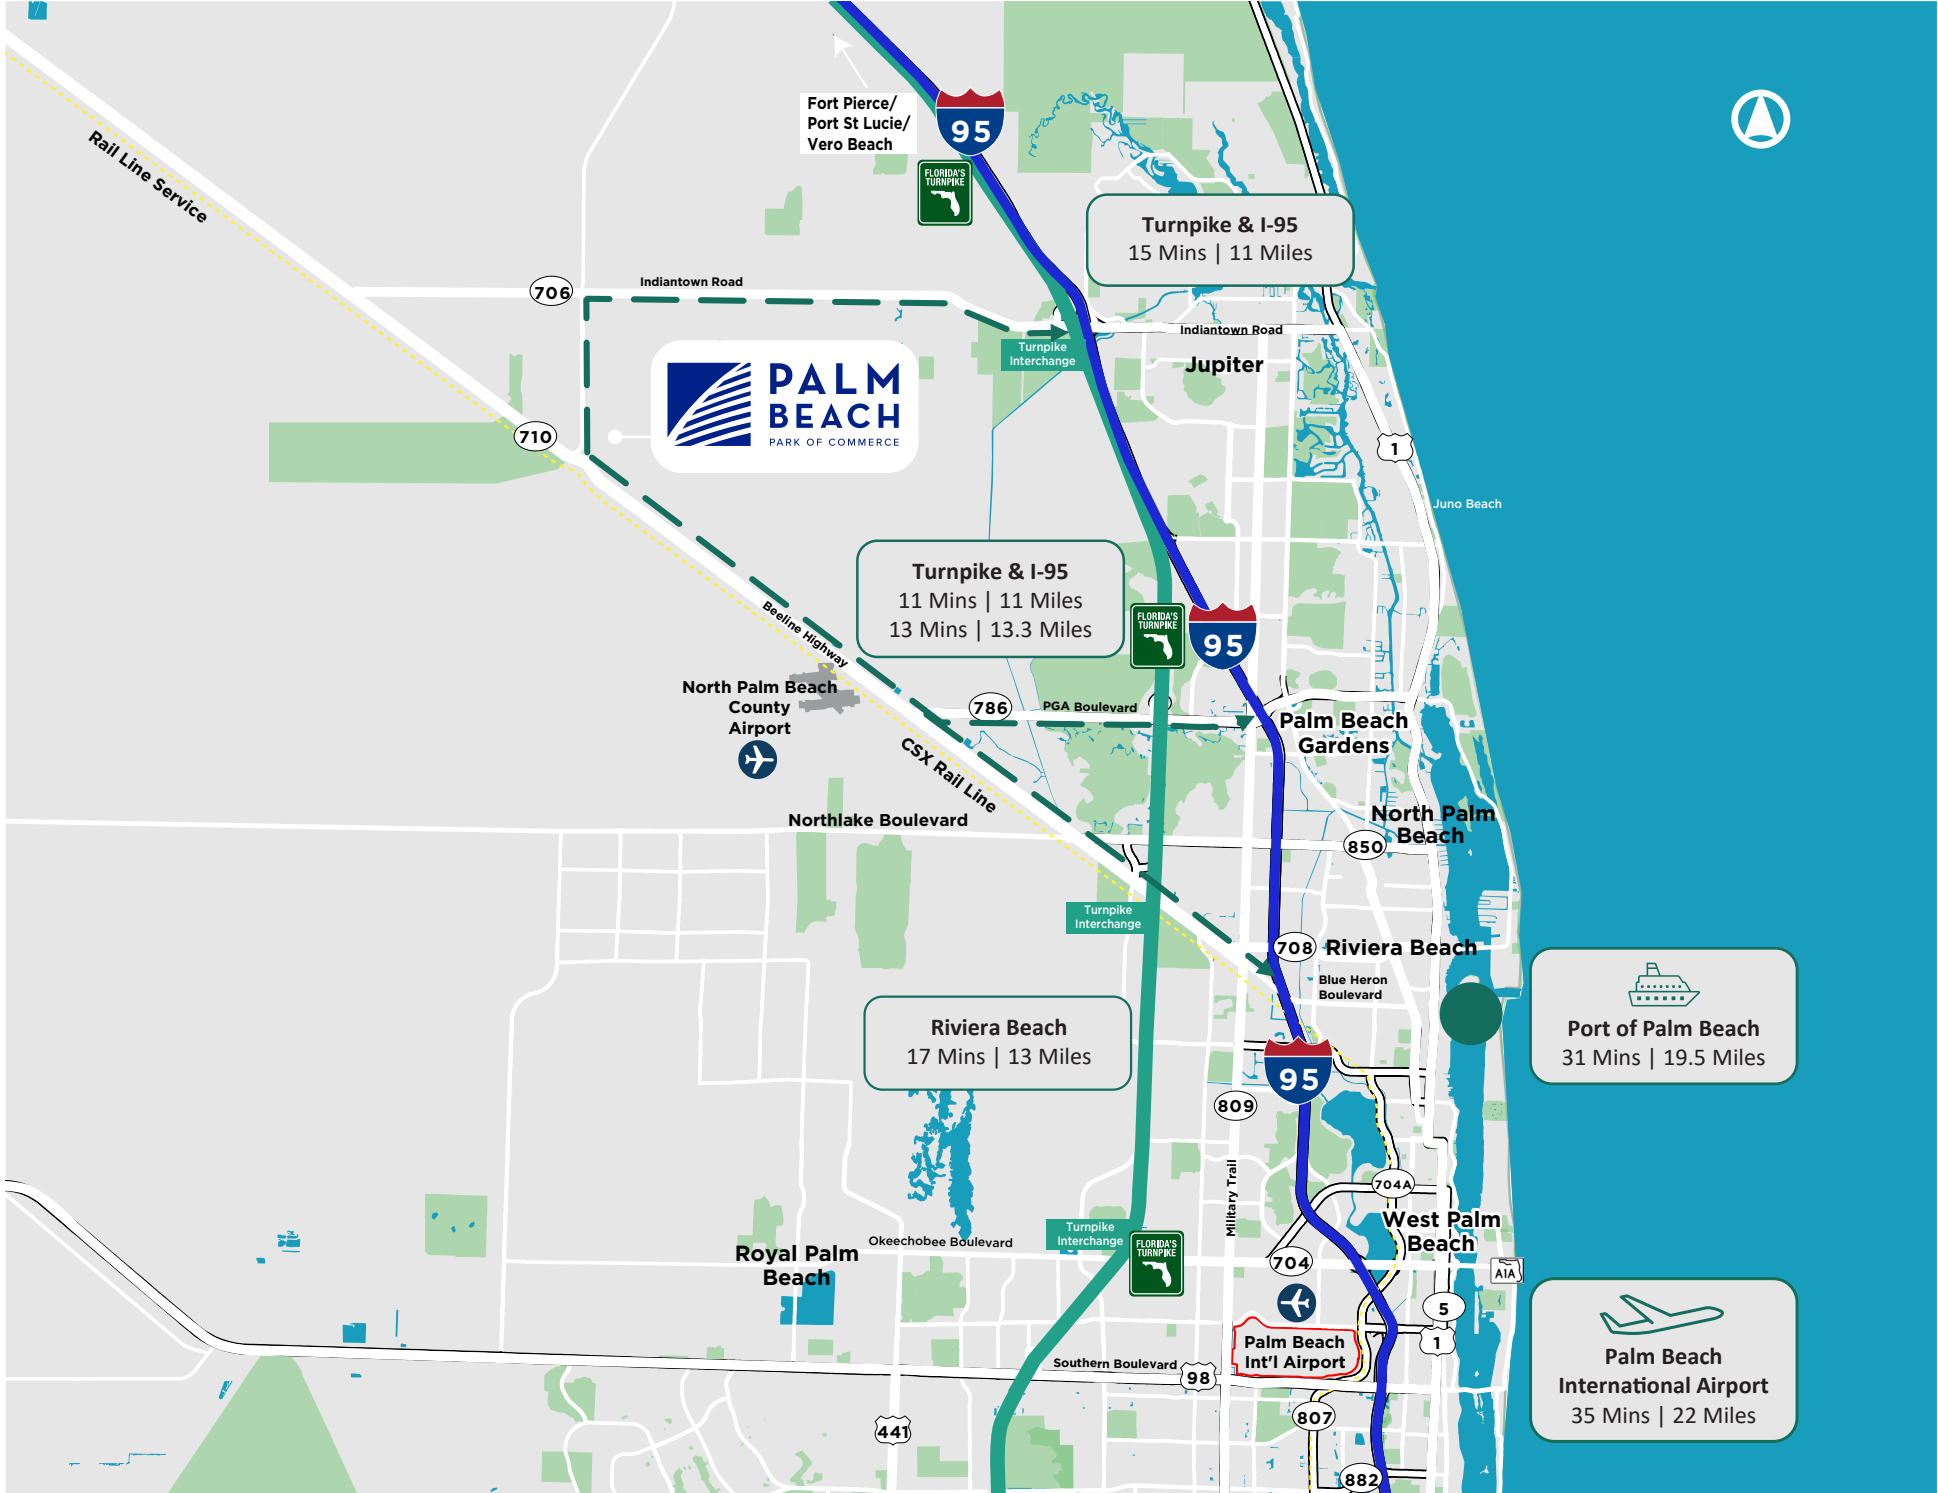 Fort Pierce/
Port St Lucie/
Vero Beach
95
FLORIDA'S
TURNPIKE
Rail Line Service
Turnpike & I-95
15 Mins | 11 Miles
706
Indiantown Road
Turnpike
Interchange
Indiantown Road
Jupiter
PALM
BEACH
PARK OF COMMERCE
710
1
Juno Beach
Turnpike & I-95
11 Mins | 11 Miles
13 Mins | 13.3 Miles
FLORIDA'S
TURNPIKE
95
Beeline Highway
North Palm Beach
County
Airport
786
PGA Boulevard
Palm Beach
Gardens
CSX Rail Line
Northlake Boulevard
North Palm
Beach
850
Turnpike
Interchange
708
Riviera Beach
Blue Heron
Boulevard
Riviera Beach
17 Mins | 13 Miles
Port of Palm Beach
31 Mins | 19.5 Miles
95
809
Military Trail
704A
West Palm
Beach
Turnpike
Interchange
FLORIDA'S
TURNPIKE
Okeechobee Boulevard
Royal Palm
Beach
704
A1A
5
1
Palm Beach
Int'l Airport
Palm Beach
International Airport
35 Mins | 22 Miles
Southern Boulevard
98
807
441
882